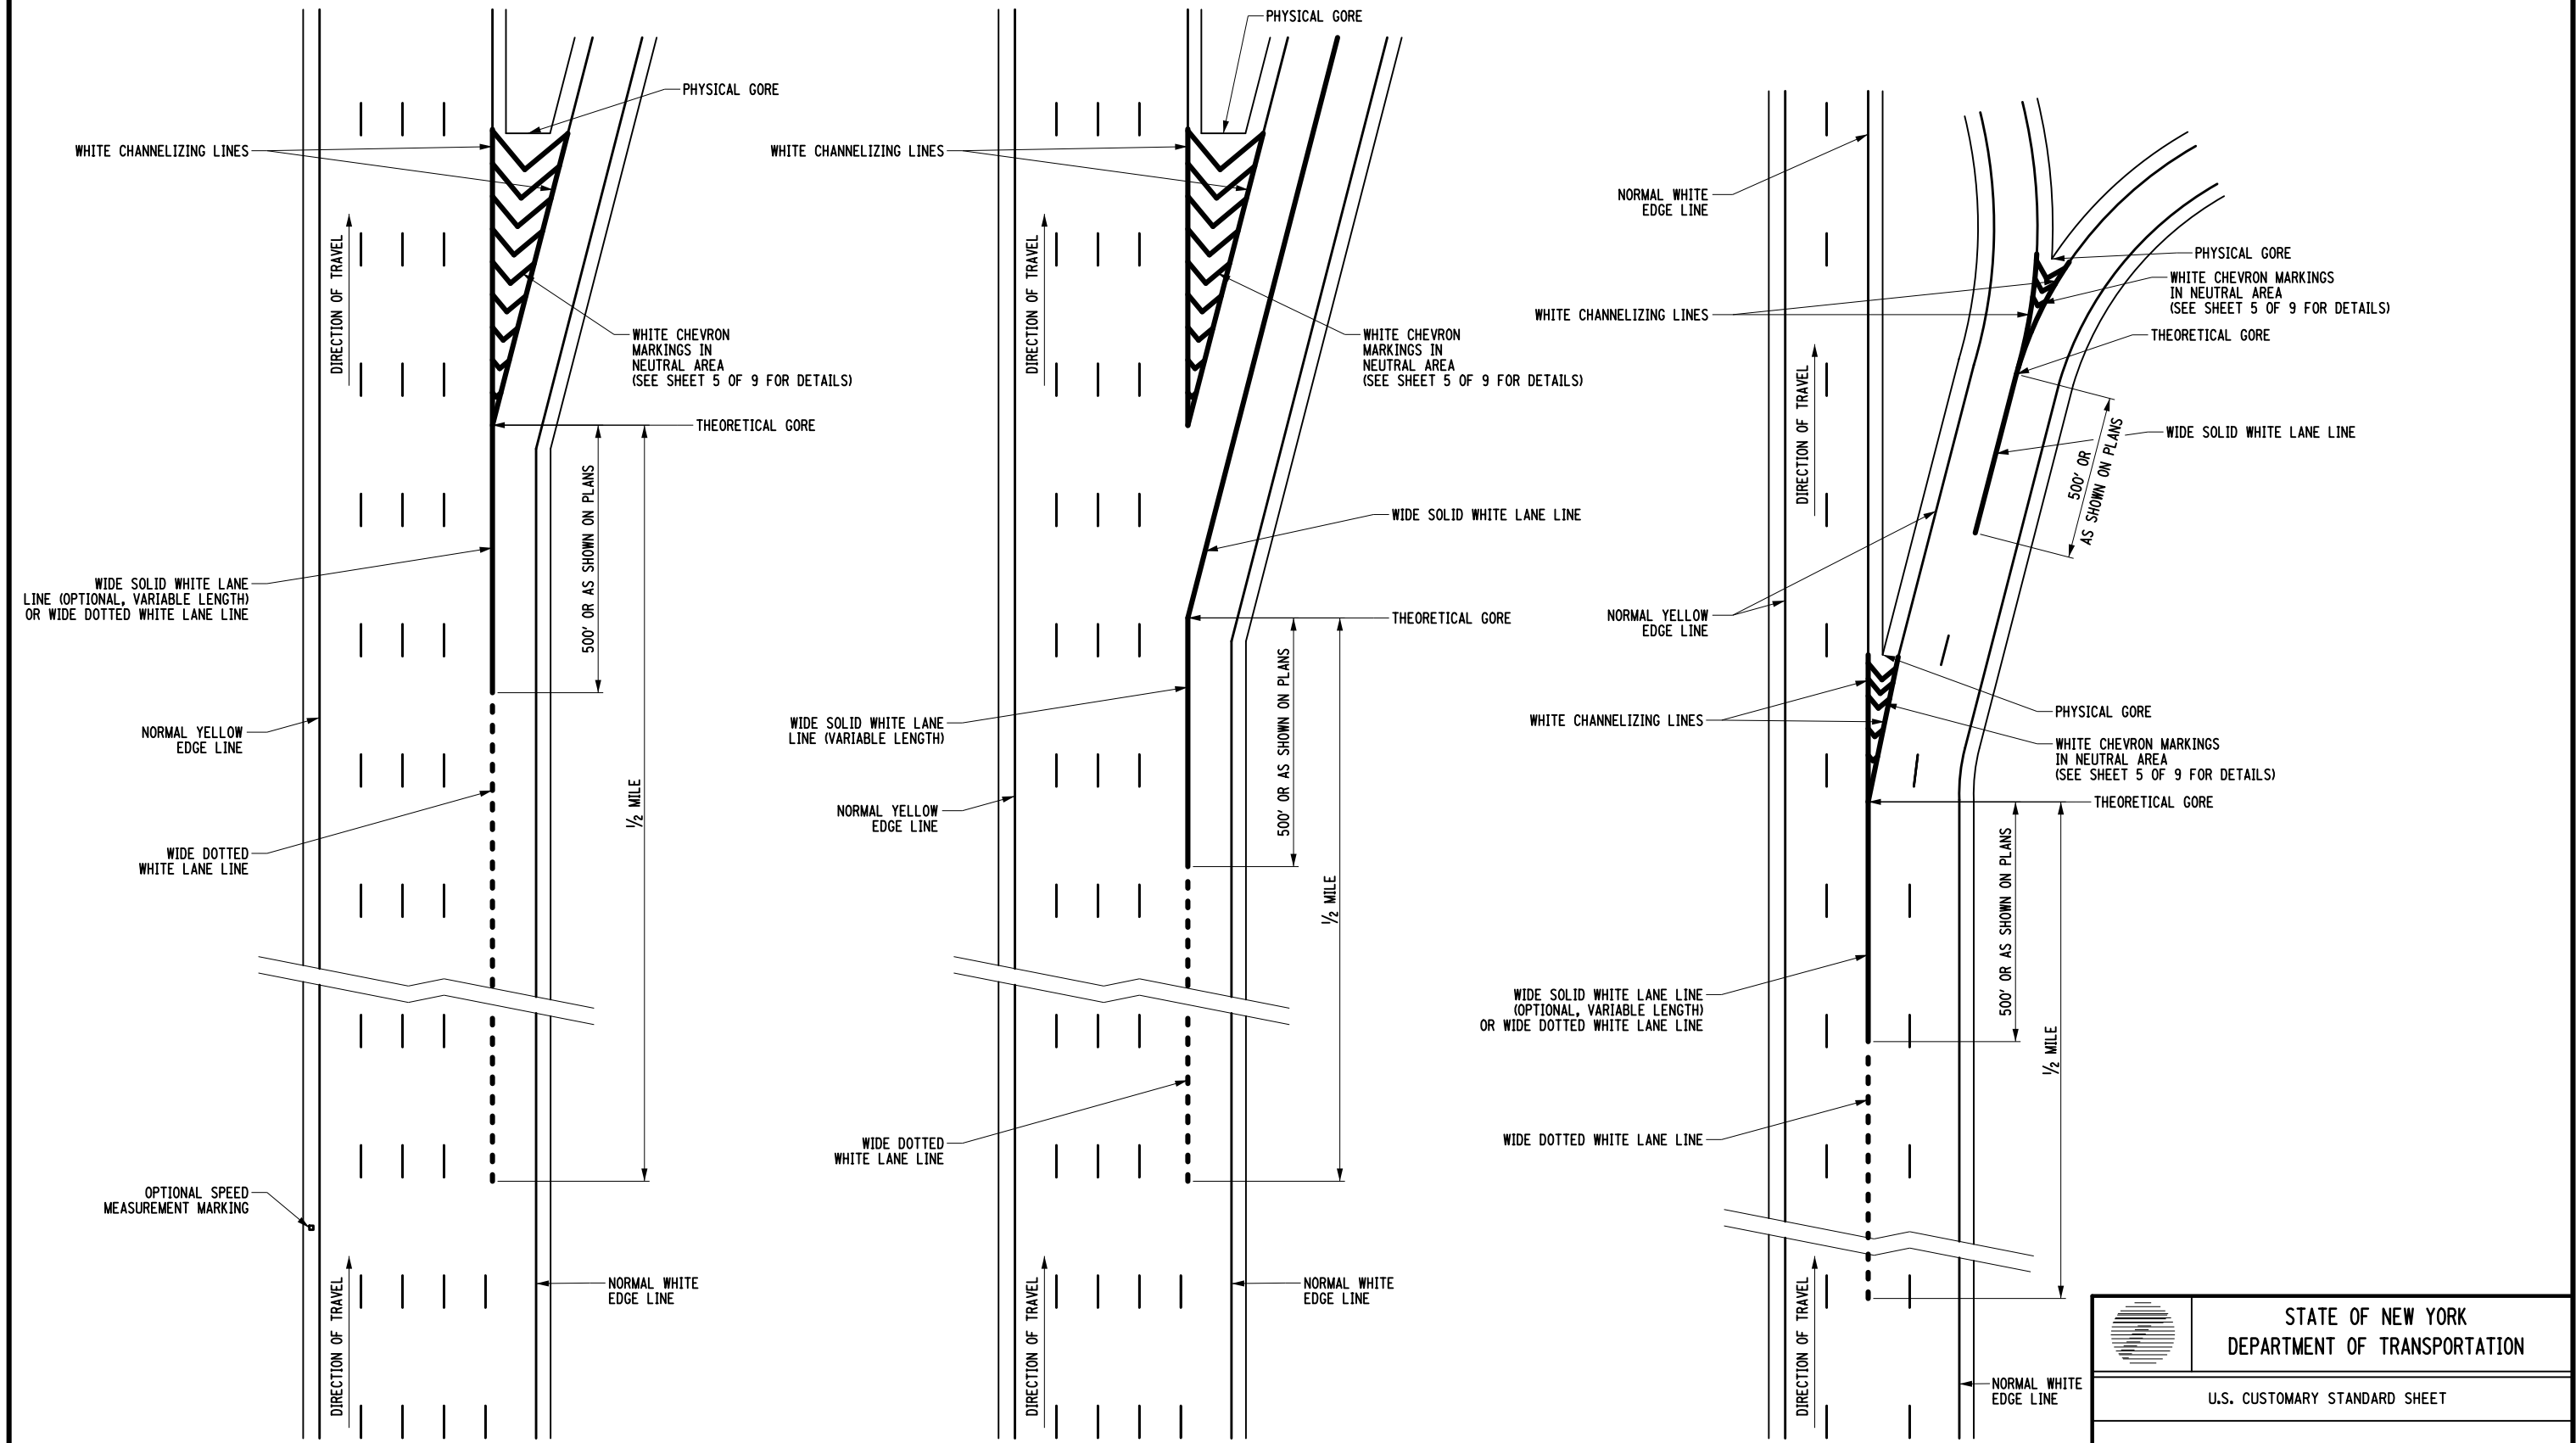 PHYSICAL GORE
WHITE CHANNELIZING LINES
DIRECTION OF TRAVEL
WHITE CHEVRON
MARKINGS IN
NEUTRAL AREA
(SEE SHEET 5 OF 9 FOR DETAILS)
THEORETICAL GORE
500' OR AS SHOWN ON PLANS
WIDE SOLID WHITE LANE
LINE (OPTIONAL, VARIABLE LENGTH)
OR WIDE DOTTED WHITE LANE LINE
NORMAL YELLOW
EDGE LINE
½ MILE
WIDE DOTTED
WHITE LANE LINE
OPTIONAL SPEED
MEASUREMENT MARKING
DIRECTION OF TRAVEL
NORMAL WHITE
EDGE LINE
PHYSICAL GORE
WHITE CHANNELIZING LINES
DIRECTION OF TRAVEL
WHITE CHEVRON
MARKINGS IN
NEUTRAL AREA
(SEE SHEET 5 OF 9 FOR DETAILS)
WIDE SOLID WHITE LANE LINE
THEORETICAL GORE
500' OR AS SHOWN ON PLANS
WIDE SOLID WHITE LANE
LINE (VARIABLE LENGTH)
NORMAL YELLOW
EDGE LINE
½ MILE
WIDE DOTTED
WHITE LANE LINE
DIRECTION OF TRAVEL
NORMAL WHITE
EDGE LINE
NORMAL WHITE
EDGE LINE
PHYSICAL GORE
WHITE CHEVRON MARKINGS
IN NEUTRAL AREA
(SEE SHEET 5 OF 9 FOR DETAILS)
WHITE CHANNELIZING LINES
THEORETICAL GORE
DIRECTION OF TRAVEL
WIDE SOLID WHITE LANE LINE
500' OR
AS SHOWN ON PLANS
NORMAL YELLOW
EDGE LINE
PHYSICAL GORE
WHITE CHANNELIZING LINES
WHITE CHEVRON MARKINGS
IN NEUTRAL AREA
(SEE SHEET 5 OF 9 FOR DETAILS)
THEORETICAL GORE
500' OR AS SHOWN ON PLANS
WIDE SOLID WHITE LANE LINE
(OPTIONAL, VARIABLE LENGTH)
OR WIDE DOTTED WHITE LANE LINE
½ MILE
WIDE DOTTED WHITE LANE LINE
DIRECTION OF TRAVEL
NORMAL WHITE
EDGE LINE
STATE OF NEW YORK
DEPARTMENT OF TRANSPORTATION
U.S. CUSTOMARY STANDARD SHEET